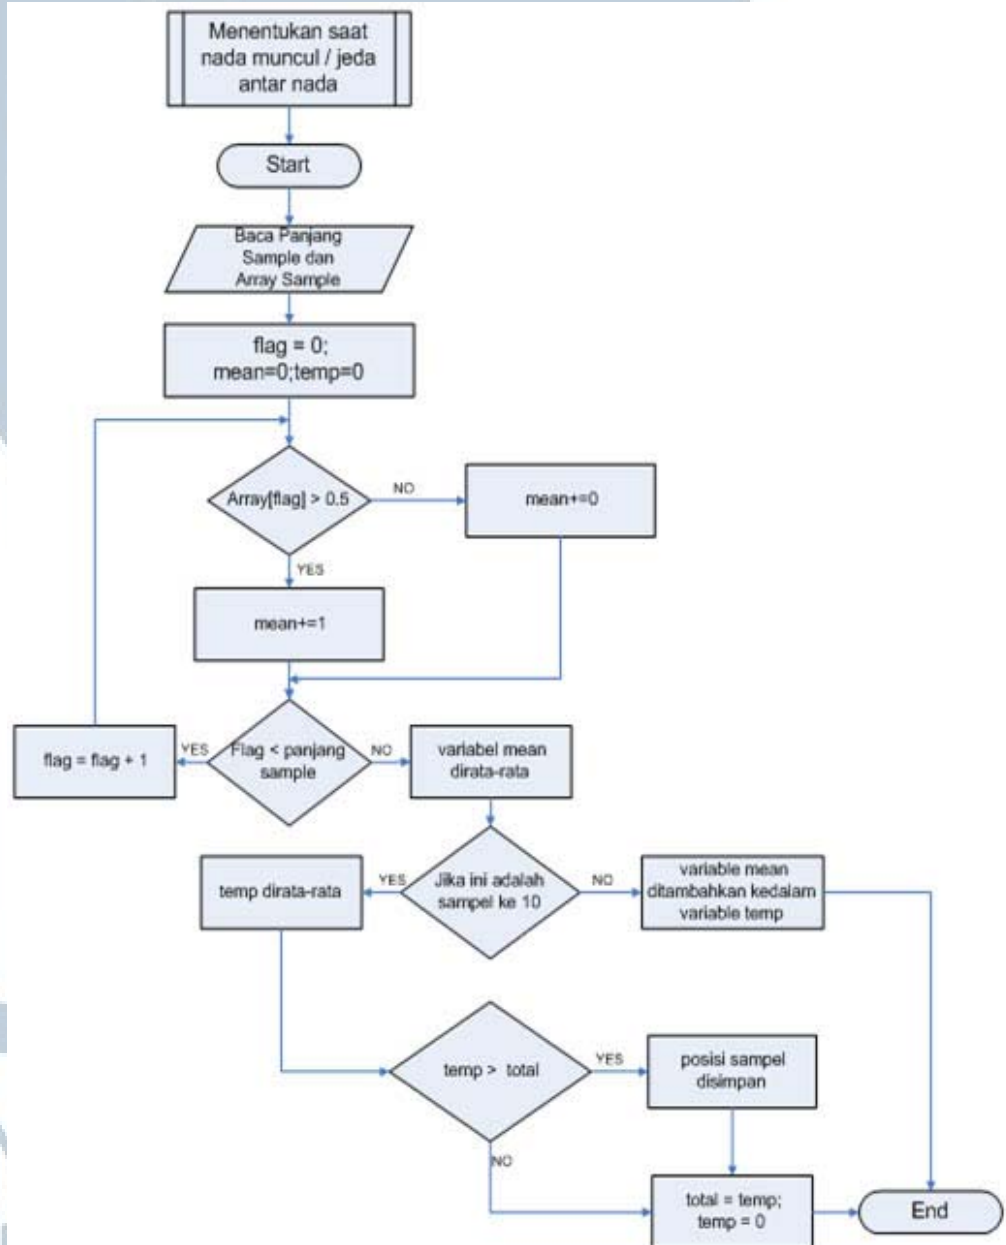 Menentukan saat
nada muncul / jeda
antar nada
Start
Baca Panjang
Sample dan
Array Sample
flag = 0;
mean=0;temp=0
Array[flag] > 0.5
NO
mean+=0
YES
mean+=1
flag = flag + 1
YES
Flag < panjang
sample
NO
variabel mean
dirata-rata
temp dirata-rata
YES
Jika ini adalah
sampel ke 10
NO
variable mean
ditambahkan kedalam
variable temp
temp > total
YES
posisi sampel
disimpan
NO
total = temp;
temp = 0
End